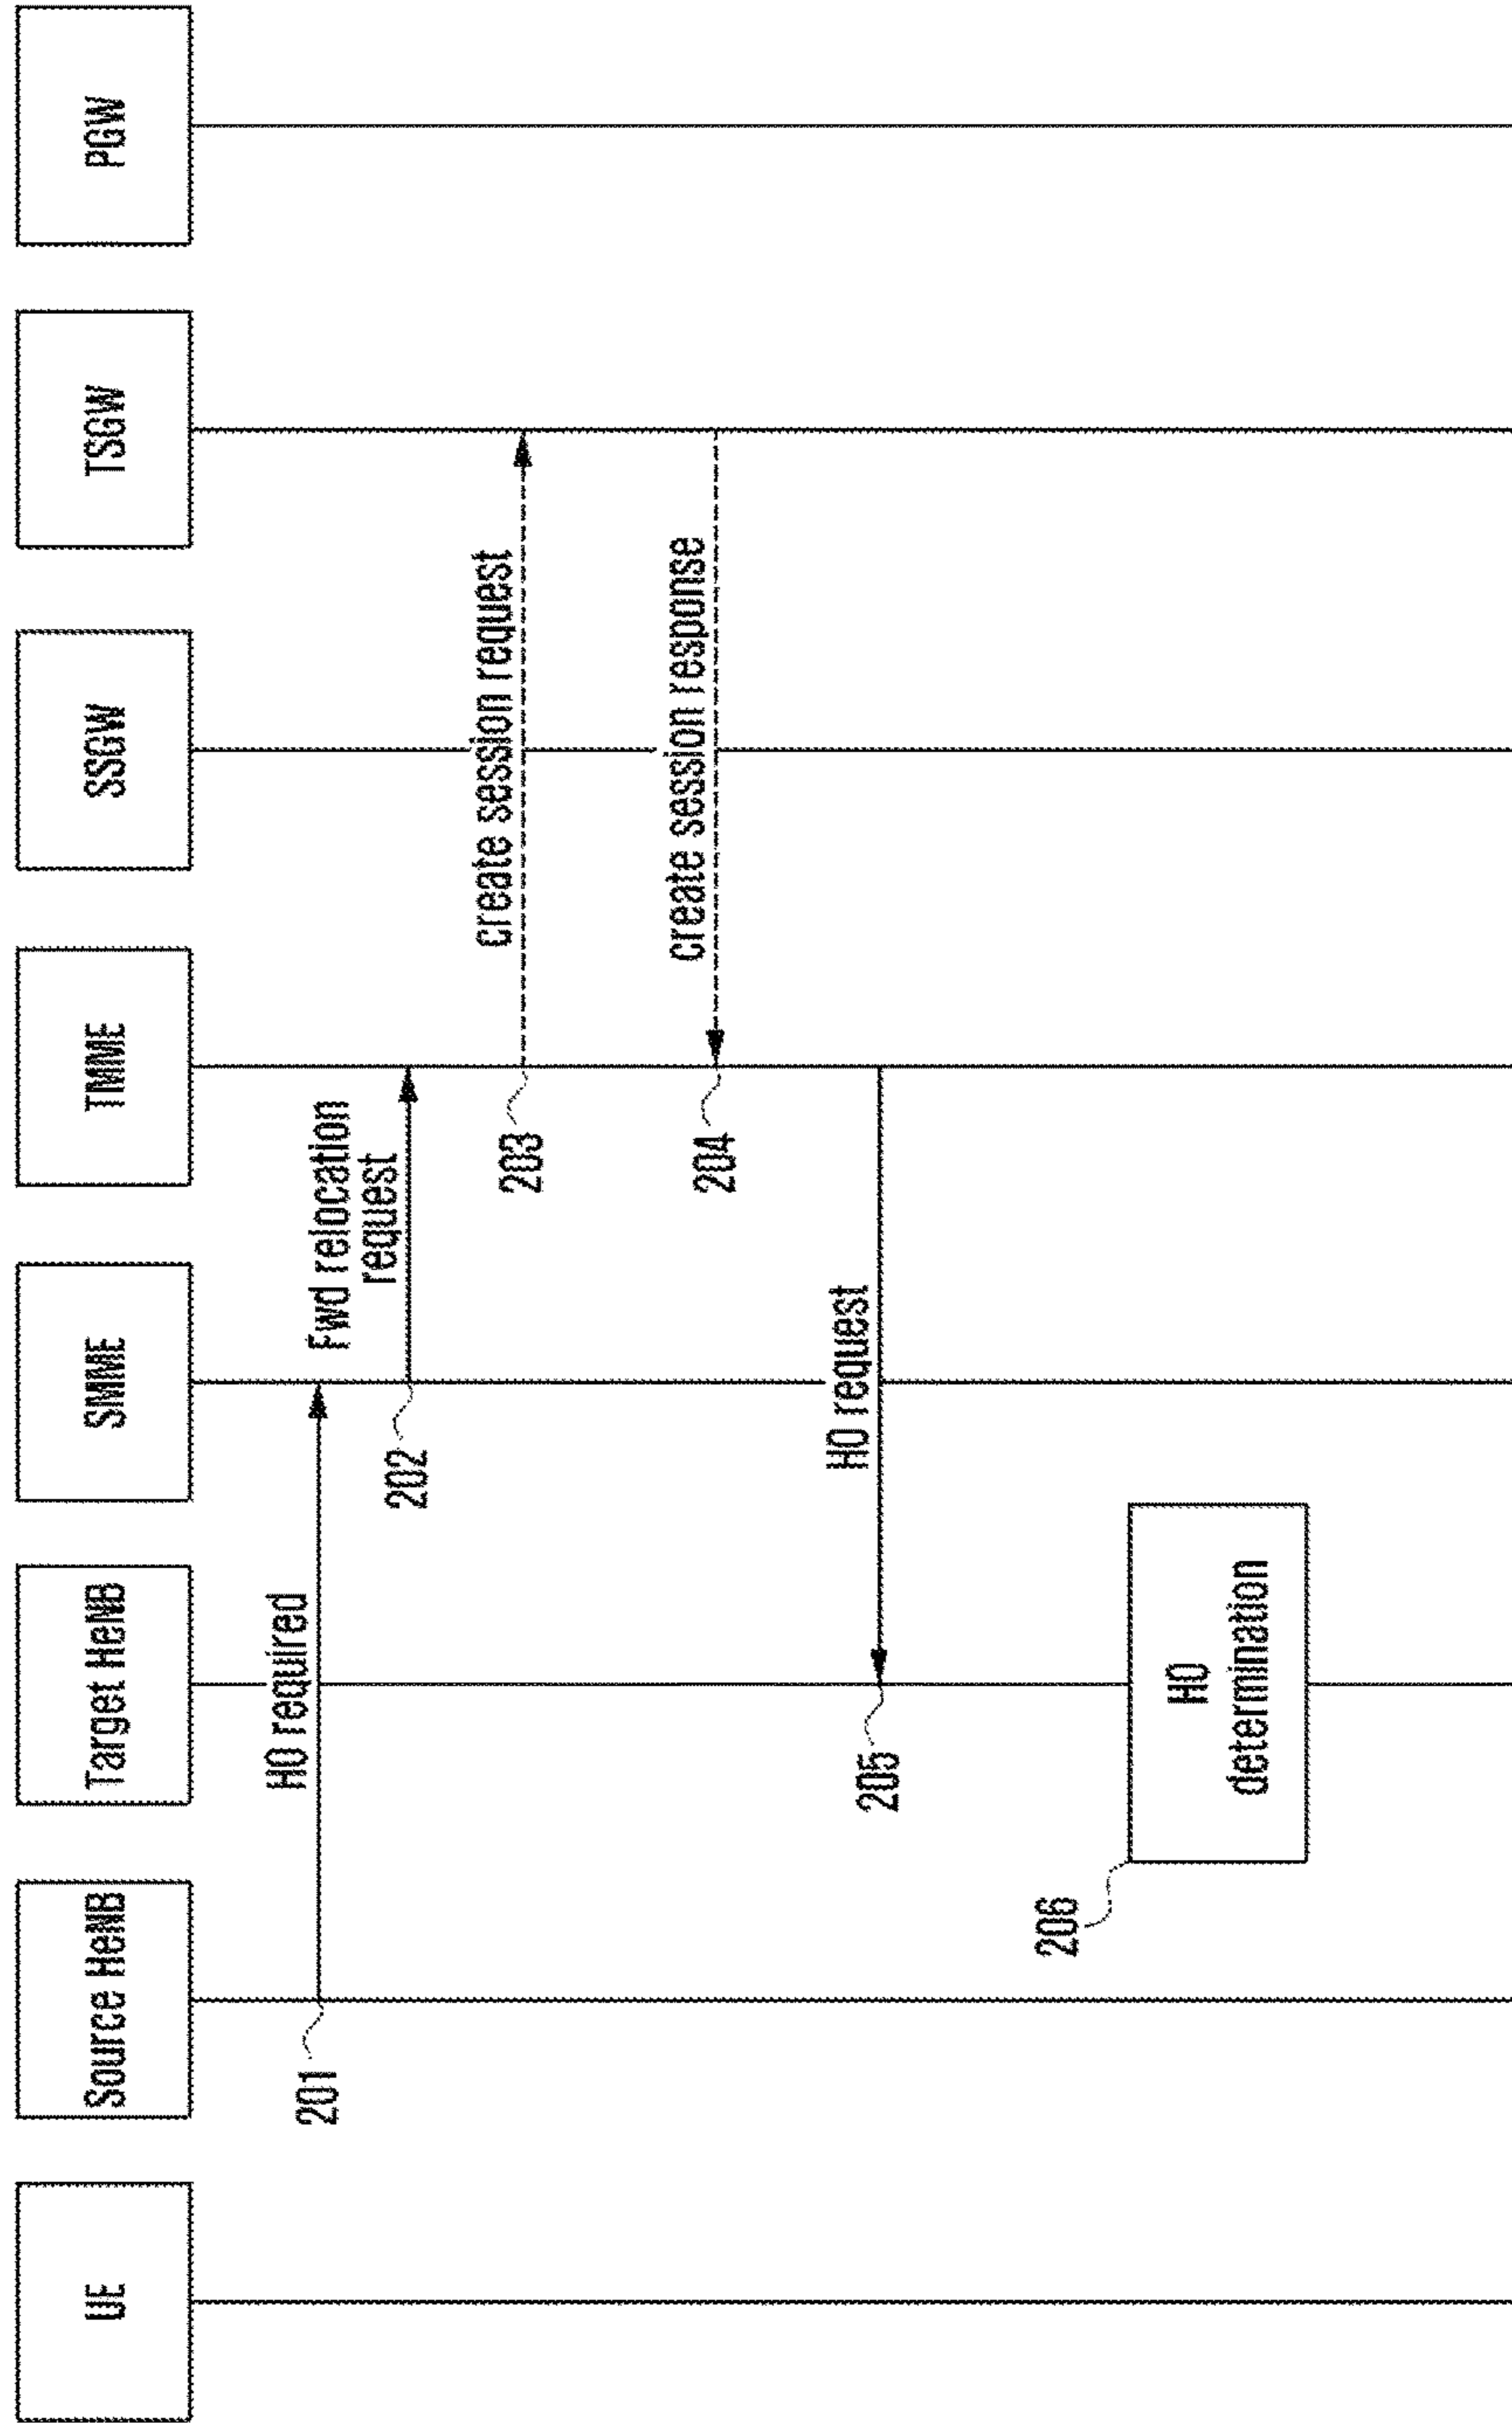 UE
Source HeNB
Target HeNB
SMME
TMME
SSGW
TSGW
PGW
HO required
201
Fwd relocation
request
202
create session request
203
create session response
204
HO request
205
206
HO
determination